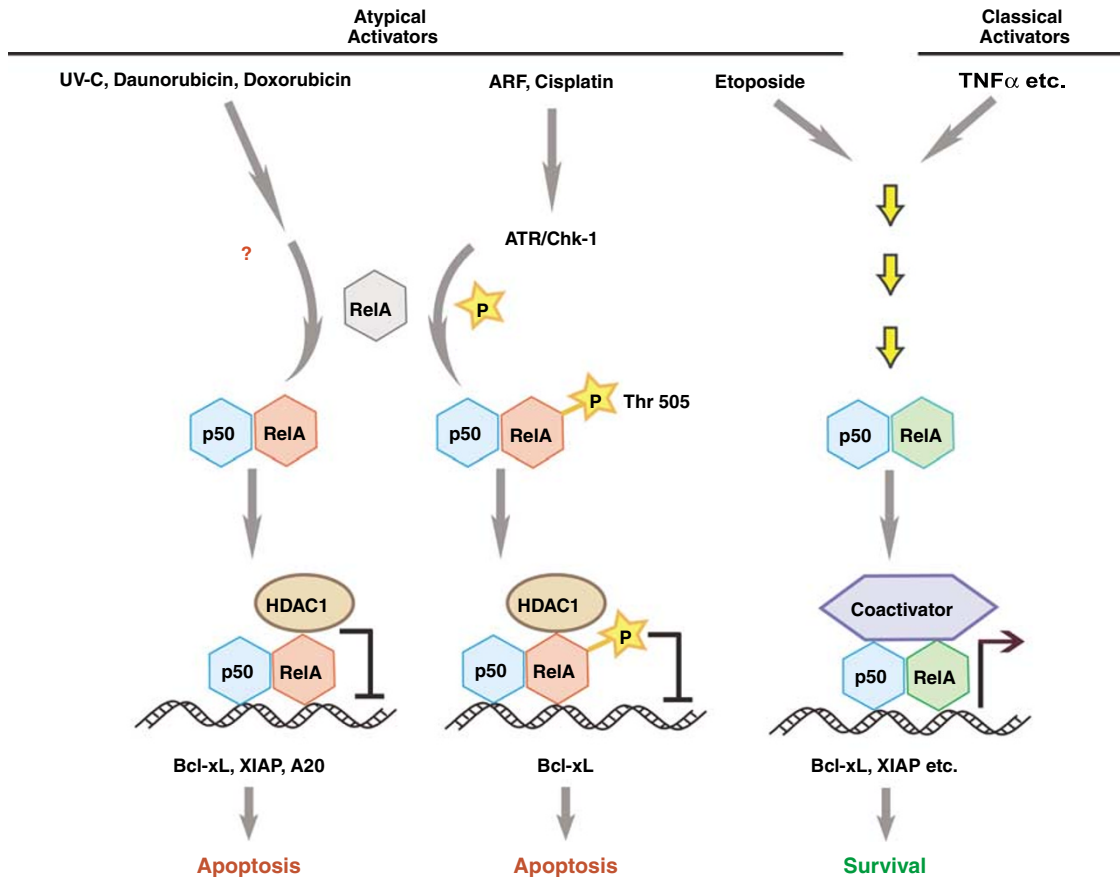 Atypical
Activators
Classical
Activators
UV-C, Daunorubicin, Doxorubicin
ARF, Cisplatin
Etoposide
TNFα etc.
?
ATR/Chk-1
RelA
P
p50
RelA
p50
RelA
P
Thr 505
p50
RelA
HDAC1
p50
RelA
HDAC1
P
p50
RelA
Coactivator
p50
RelA
Bcl-xL, XIAP, A20
Bcl-xL
Bcl-xL, XIAP etc.
Apoptosis
Apoptosis
Survival